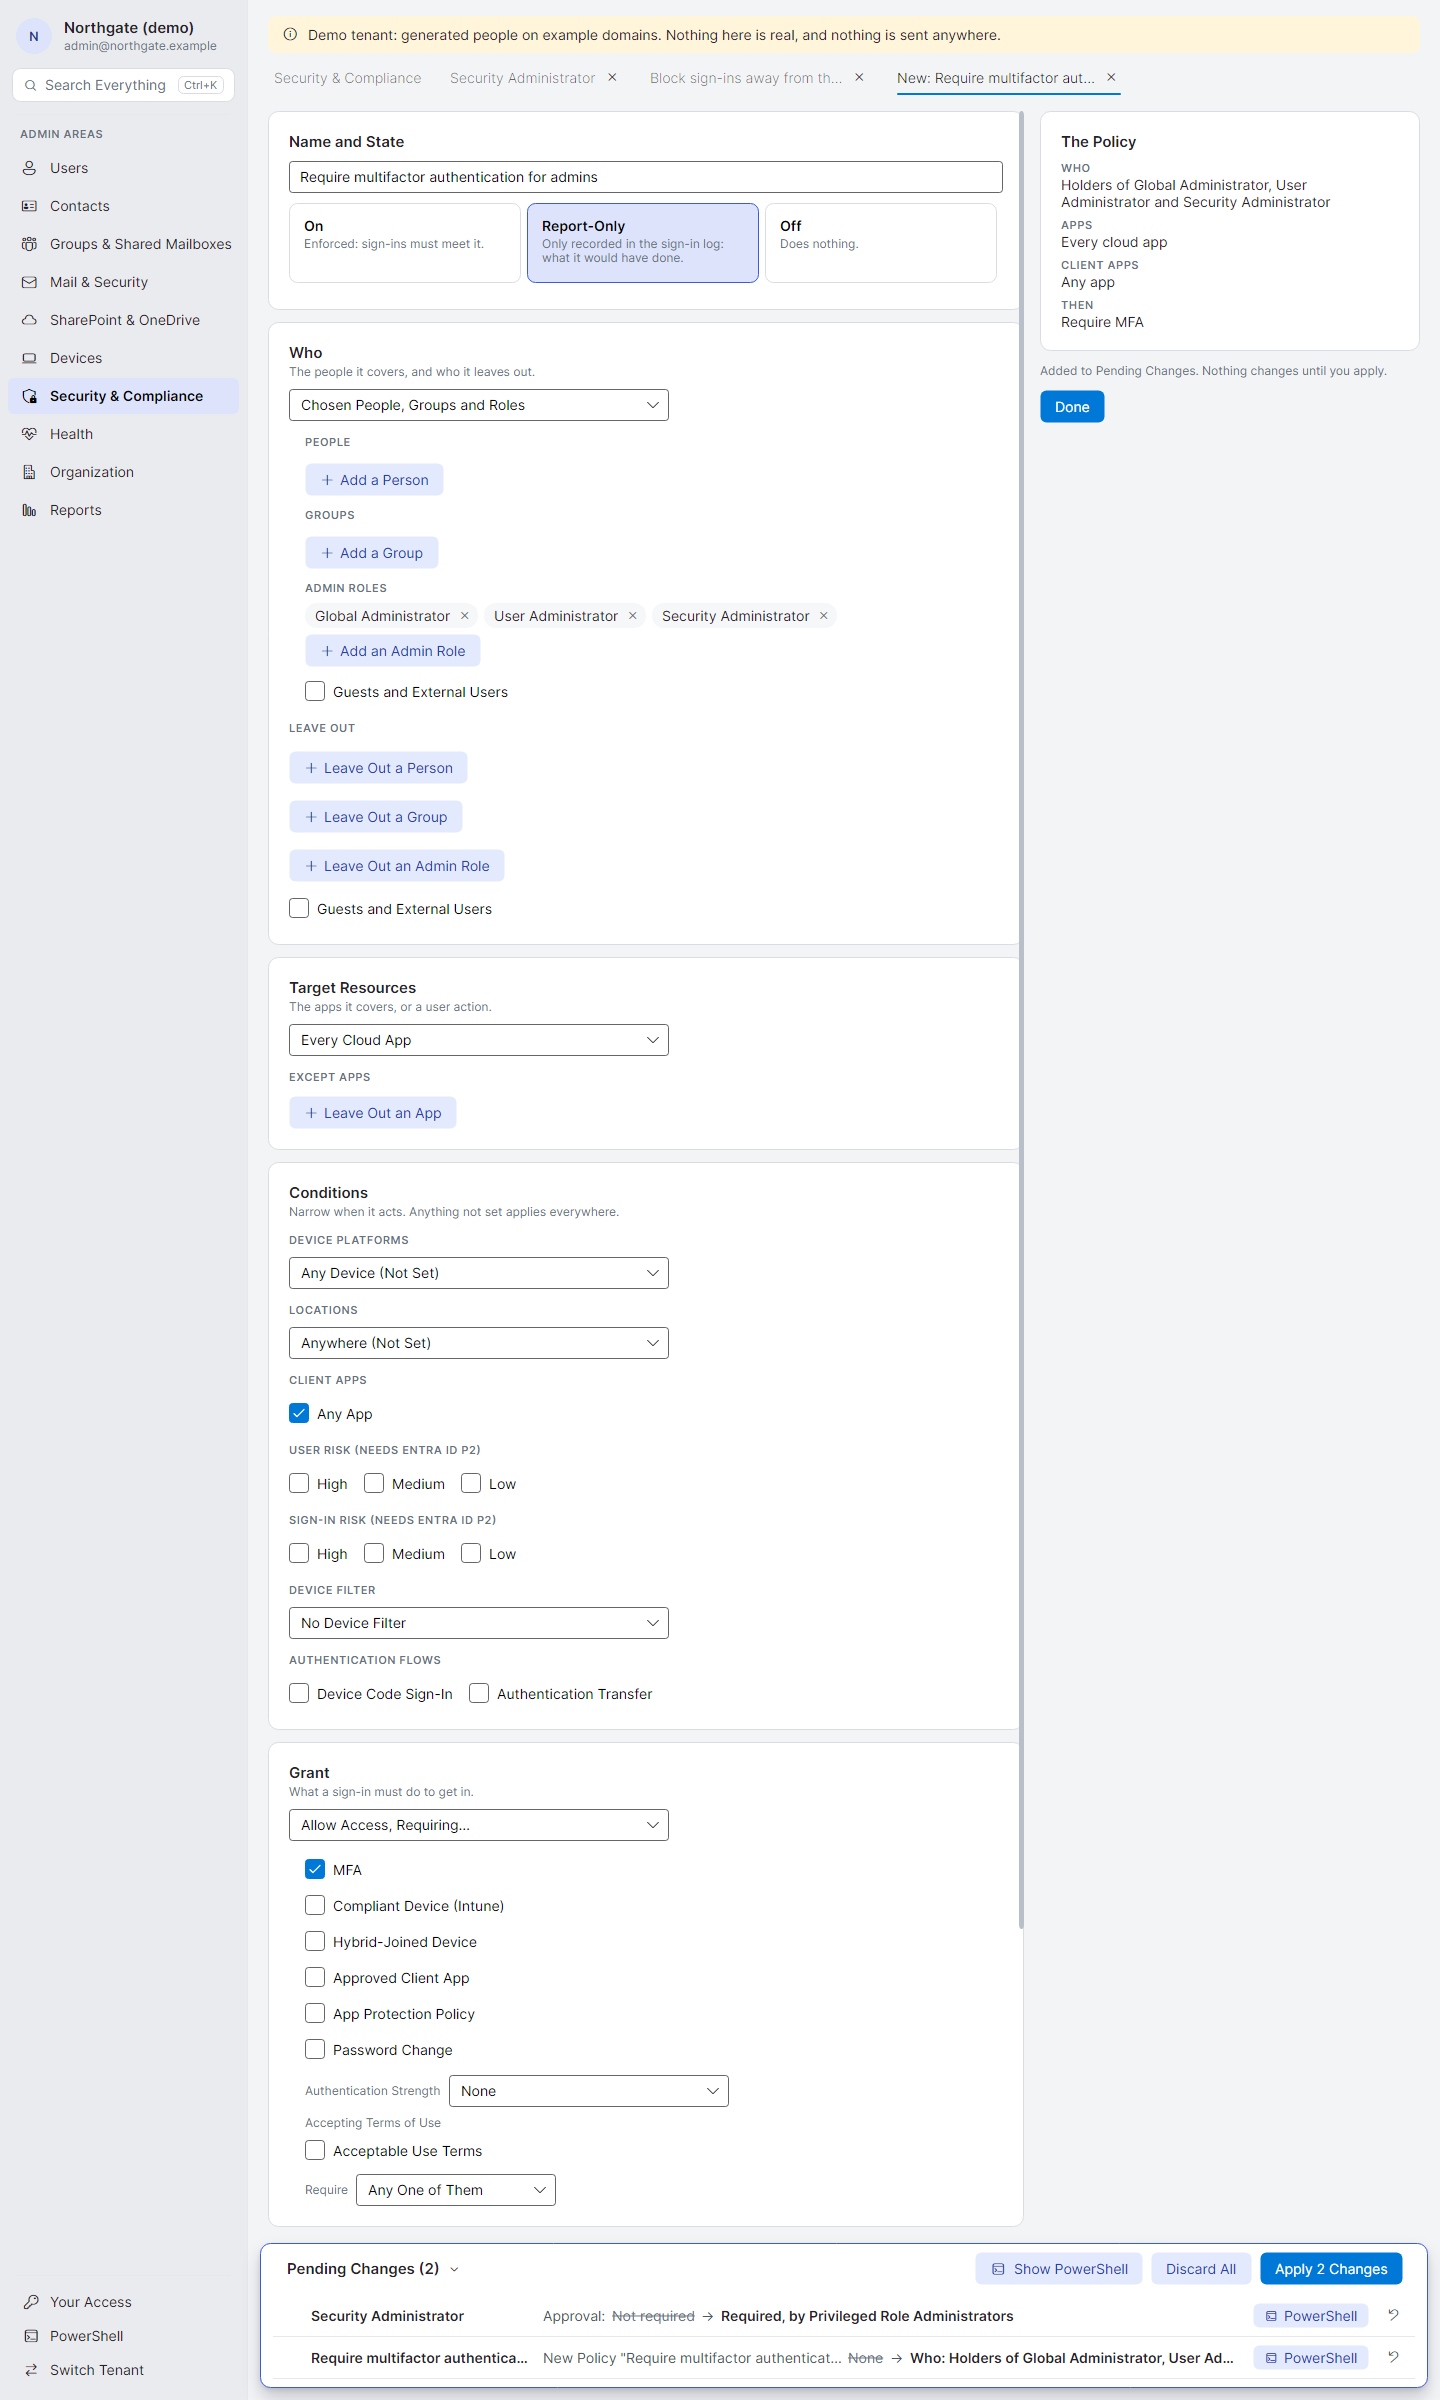 N
Northgate (demo)
admin@northgate.example
Search Everything Ctrl+K
ADMIN AREAS
Users
Contacts
Groups & Shared Mailboxes
Mail & Security
SharePoint & OneDrive
Devices
Security & Compliance
Health
Organization
Reports
Your Access
PowerShell
Switch Tenant
Demo tenant: generated people on example domains. Nothing here is real, and nothing is sent anywhere.
Security & Compliance Security Administrator Block sign-ins away from th... New: Require multifactor aut...
Name and State
Require multifactor authentication for admins
On
Enforced: sign-ins must meet it.
Report-Only
Only recorded in the sign-in log:
what it would have done.
Off
Does nothing.
Who
The people it covers, and who it leaves out.
Chosen People, Groups and Roles
PEOPLE
Add a Person
GROUPS
Add a Group
ADMIN ROLES
Global Administrator User Administrator Security Administrator
Add an Admin Role
Guests and External Users
LEAVE OUT
Leave Out a Person
Leave Out a Group
Leave Out an Admin Role
Guests and External Users
Target Resources
The apps it covers, or a user action.
Every Cloud App
EXCEPT APPS
Leave Out an App
Conditions
Narrow when it acts. Anything not set applies everywhere.
DEVICE PLATFORMS
Any Device (Not Set)
LOCATIONS
Anywhere (Not Set)
CLIENT APPS
Any App
USER RISK (NEEDS ENTRA ID P2)
High Medium Low
SIGN-IN RISK (NEEDS ENTRA ID P2)
High Medium Low
DEVICE FILTER
No Device Filter
AUTHENTICATION FLOWS
Device Code Sign-In Authentication Transfer
Grant
What a sign-in must do to get in.
Allow Access, Requiring...
MFA
Compliant Device (Intune)
Hybrid-Joined Device
Approved Client App
App Protection Policy
Password Change
Authentication Strength None
Accepting Terms of Use
Acceptable Use Terms
Require Any One of Them
The Policy
WHO
Holders of Global Administrator, User
Administrator and Security Administrator
APPS
Every cloud app
CLIENT APPS
Any app
THEN
Require MFA
Added to Pending Changes. Nothing changes until you apply.
Done
Pending Changes (2) Show PowerShell Discard All Apply 2 Changes
Security Administrator Approval: Not required → Required, by Privileged Role Administrators PowerShell
Require multifactor authentica... New Policy "Require multifactor authenticat... None → Who: Holders of Global Administrator, User Ad... PowerShell